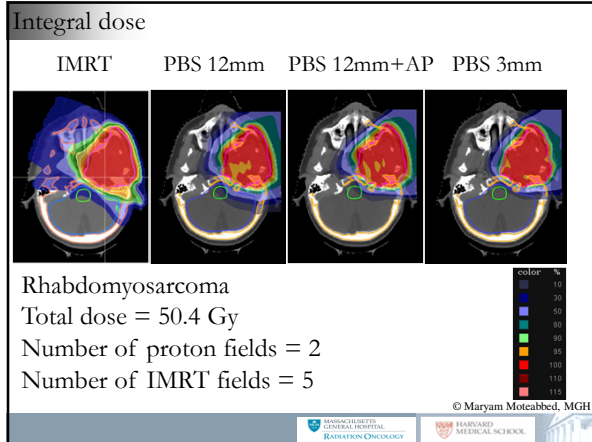 Integral dose
IMRT PBS 12mm PBS 12mm+AP PBS 3mm
Rhabdomyosarcoma
Total dose = 50.4 Gy
Number of proton fields = 2
Number of IMRT fields = 5
color %
10
30
50
80
90
95
100
110
115
© Maryam Moteabbed, MGH
MASSACHUSETTS
GENERAL HOSPITAL
RADIATION ONCOLOGY
HARVARD
MEDICAL SCHOOL